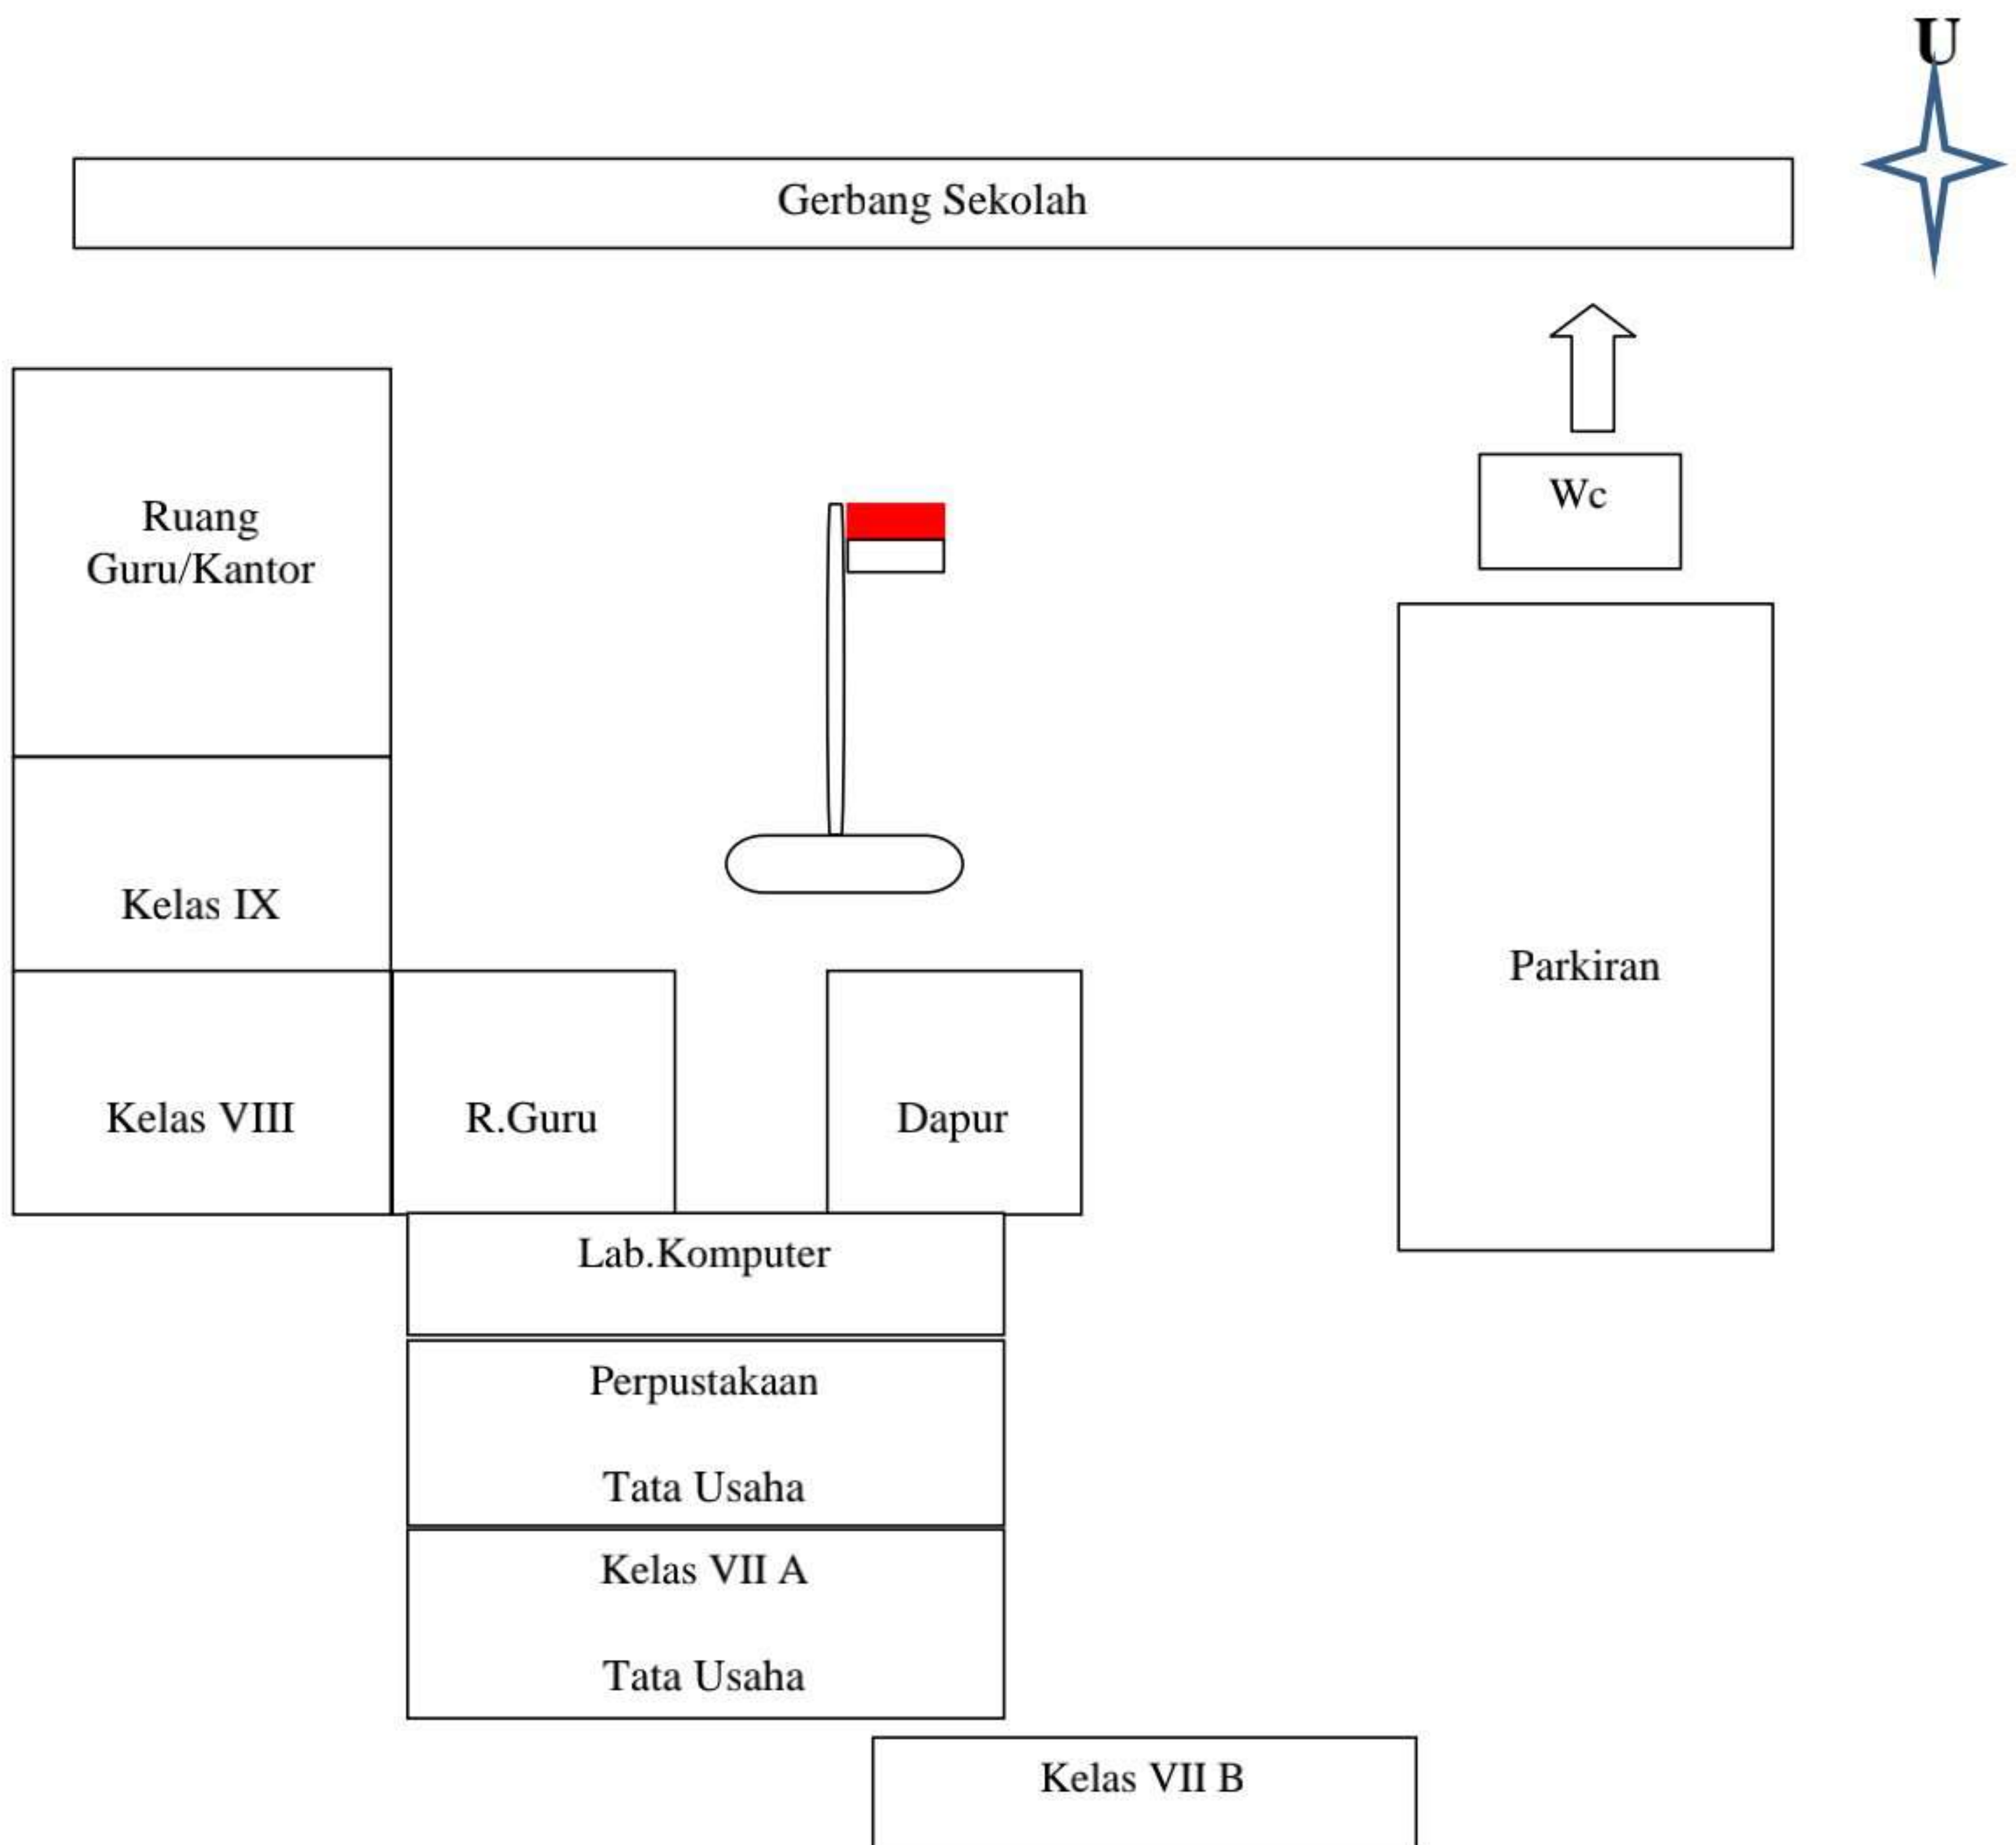 U
Gerbang Sekolah
Ruang
Guru/Kantor
Wc
Kelas IX
Parkiran
Kelas VIII
R.Guru
Dapur
Lab.Komputer
Perpustakaan
Tata Usaha
Kelas VII A
Tata Usaha
Kelas VII B